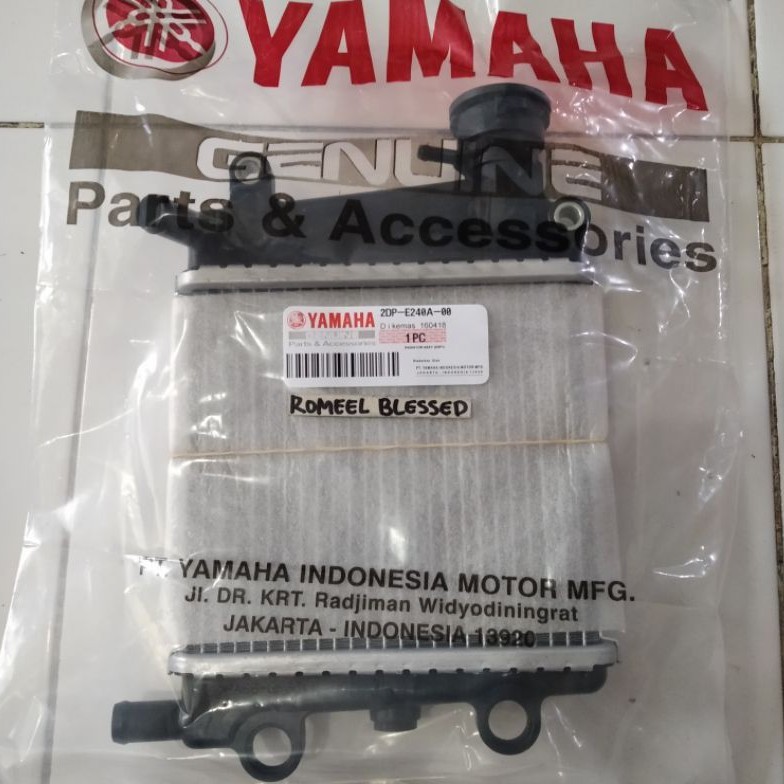 YAMAHA
GENUINE
Parts & Accessories
YAMAHA
2DP-E240A-00
GENUINE
Dikemas 160418
Parts & Accessories
1PC
ROMEEL BLESSED
PT. YAMAHA INDONESIA MOTOR MFG.
Jl. DR. KRT. Radjiman Widyodiningrat
JAKARTA - INDONESIA 13920